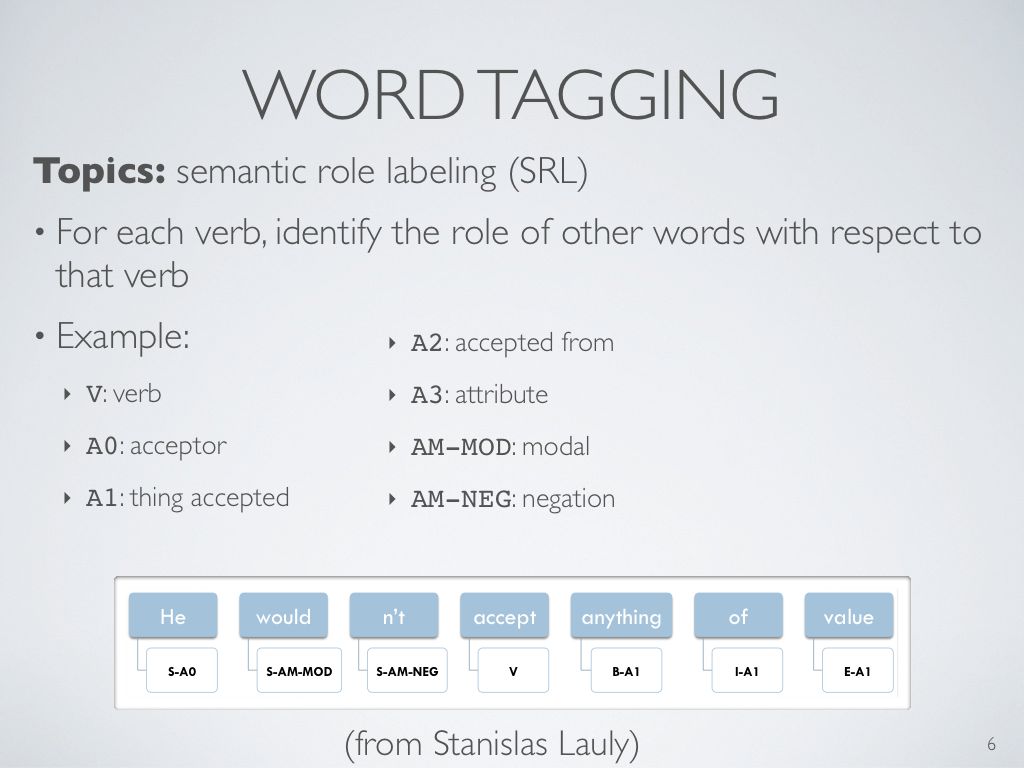 WORD TAGGING
Topics: semantic role labeling (SRL)
• For each verb, identify the role of other words with respect to
that verb
• Example:
‣ V: verb
‣ A0: acceptor
‣ A1: thing accepted
‣ A2: accepted from
‣ A3: attribute
‣ AM-MOD: modal
‣ AM-NEG: negation
He would n't accept anything of value
S-A0 S-AM-MOD S-AM-NEG V B-A1 I-A1 E-A1
(from Stanislas Lauly)
6